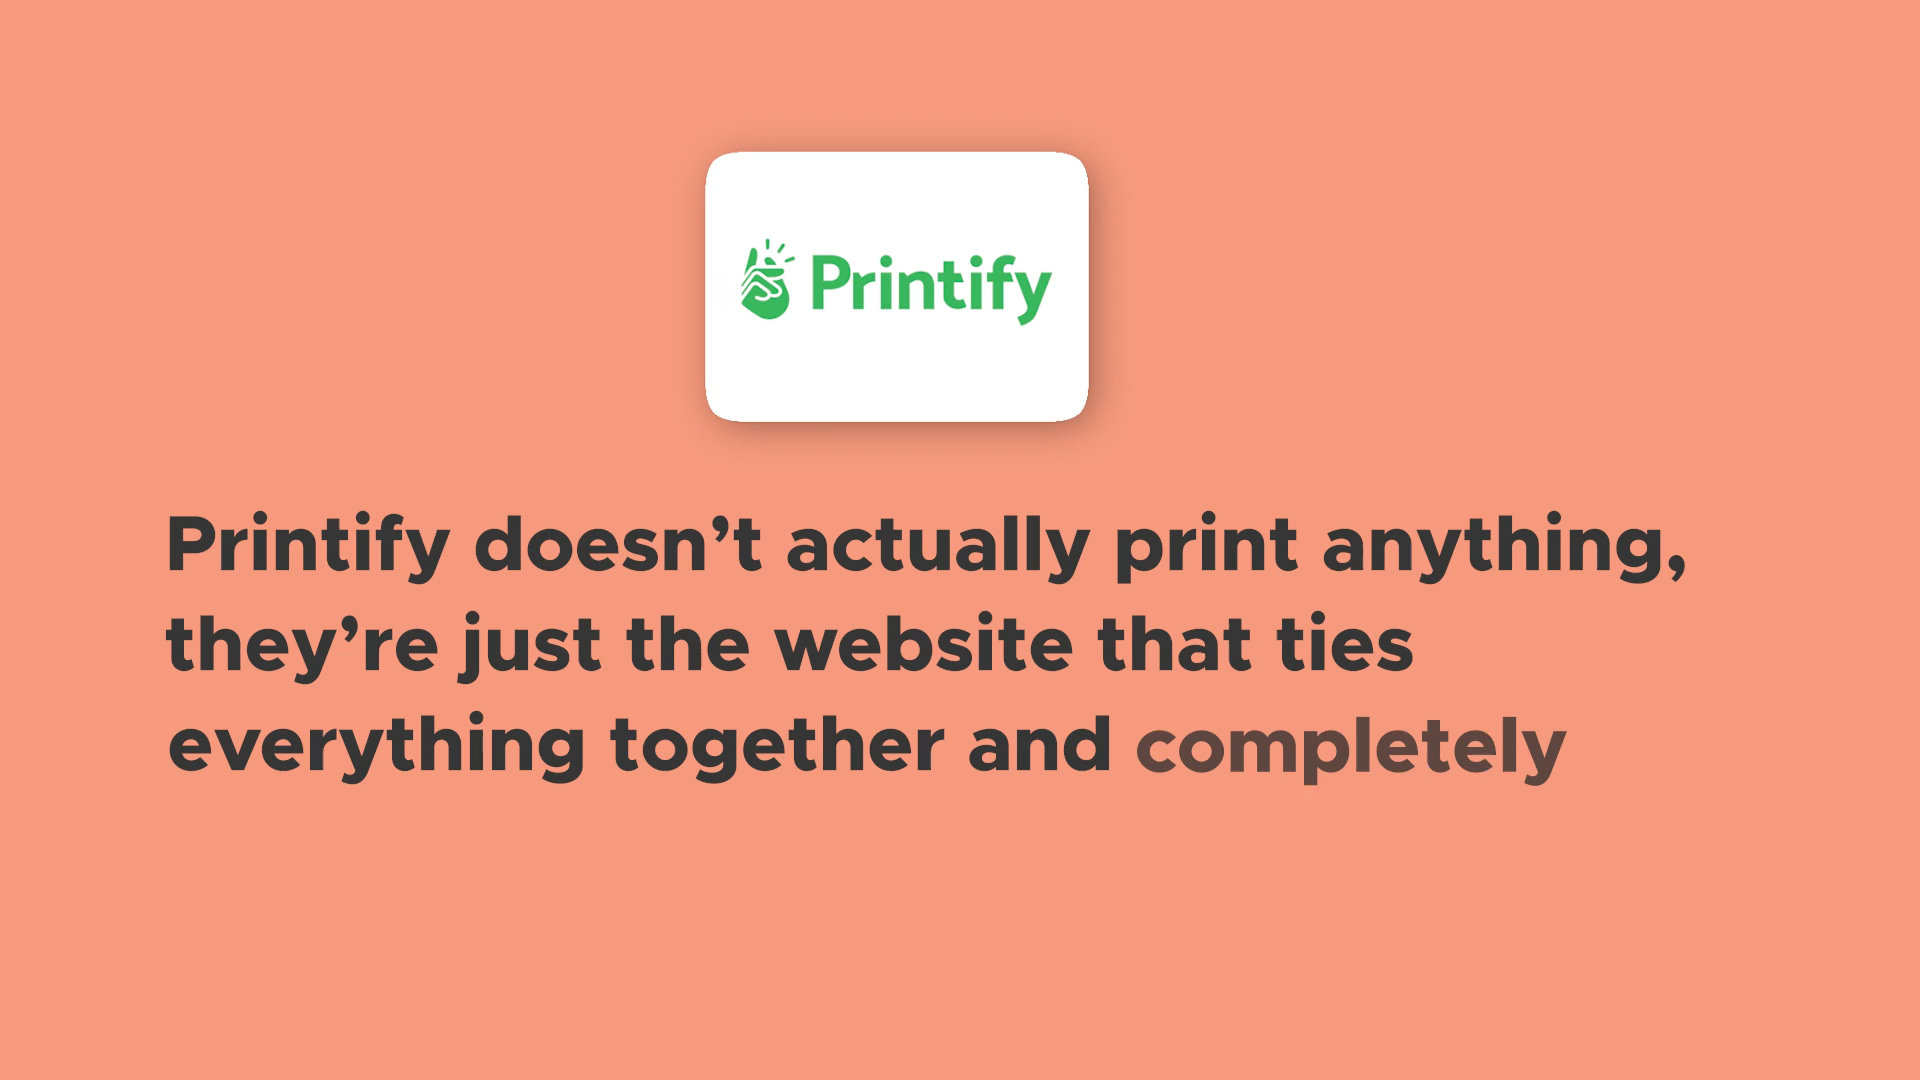 Printify
Printify doesn’t actually print anything,
they’re just the website that ties
everything together and completely